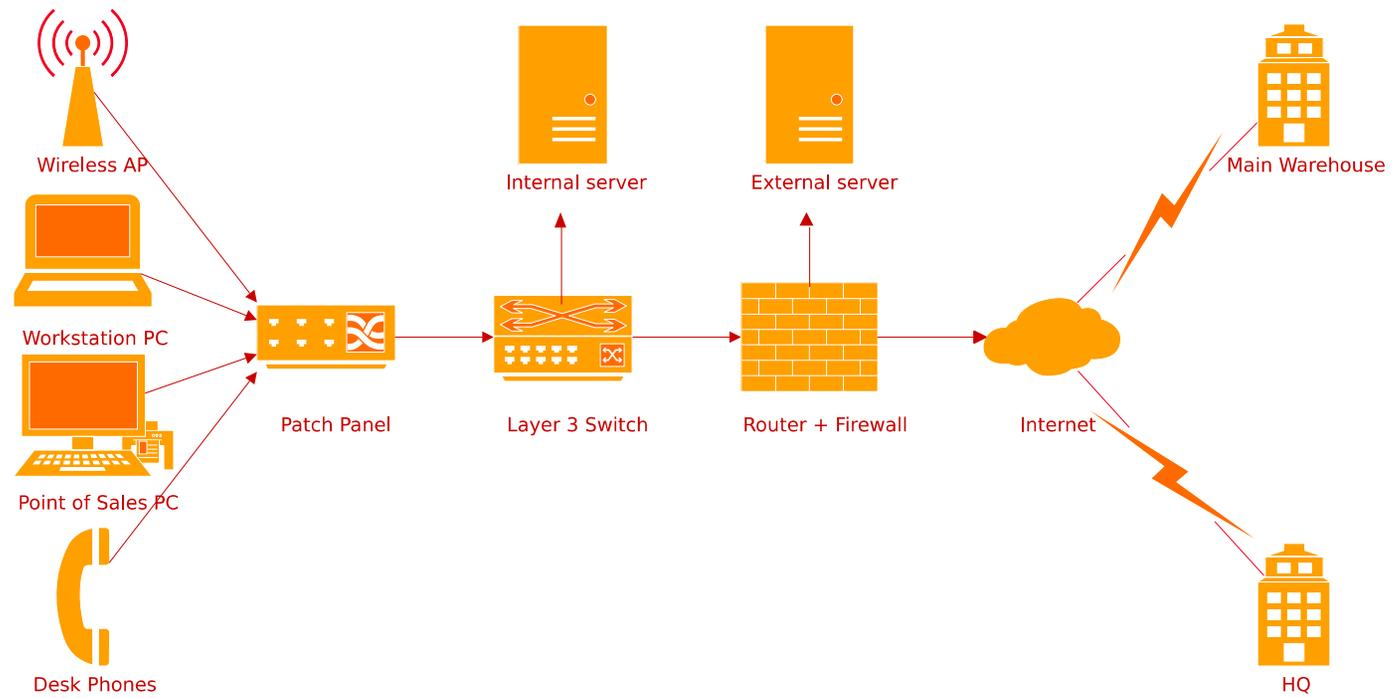 Wireless AP
Workstation PC
Point of Sales PC
Desk Phones
Patch Panel
Internal server
Layer 3 Switch
External server
Router + Firewall
Internet
Main Warehouse
HQ